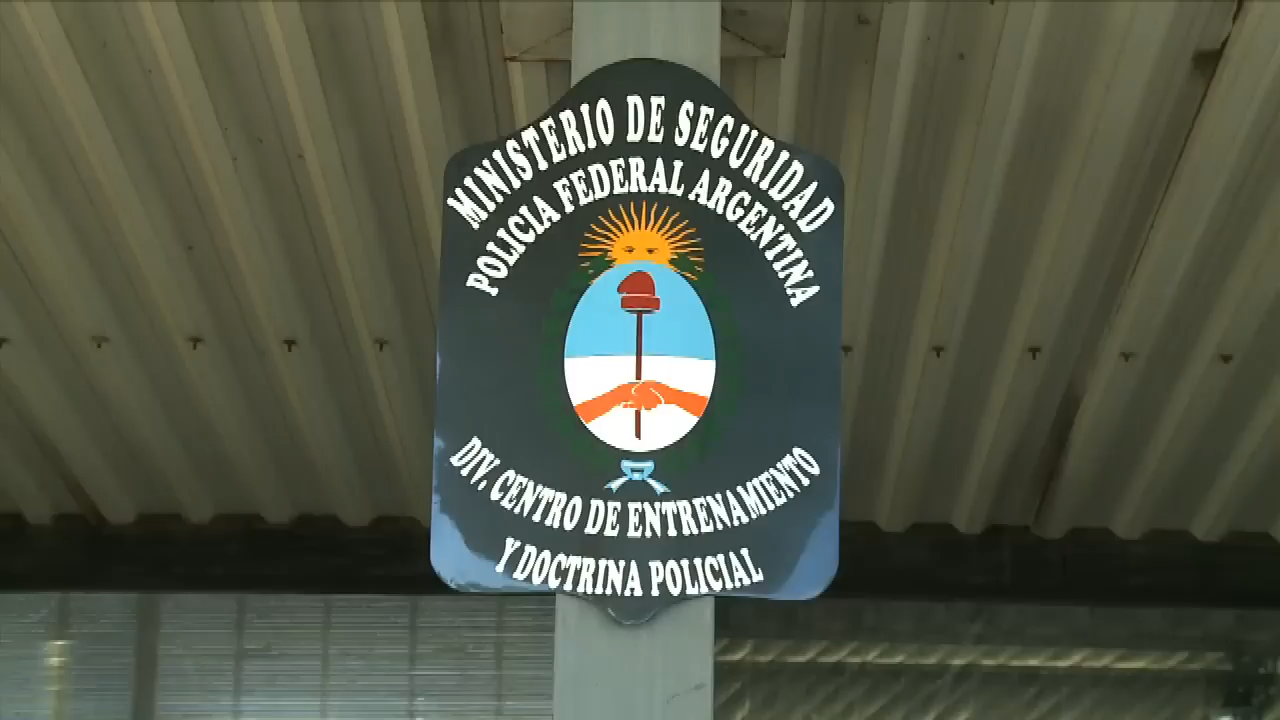 MINISTERIO DE SEGURIDAD
POLICIA FEDERAL ARGENTINA
DIV. CENTRO DE ENTRENAMIENTO
Y DOCTRINA POLICIAL